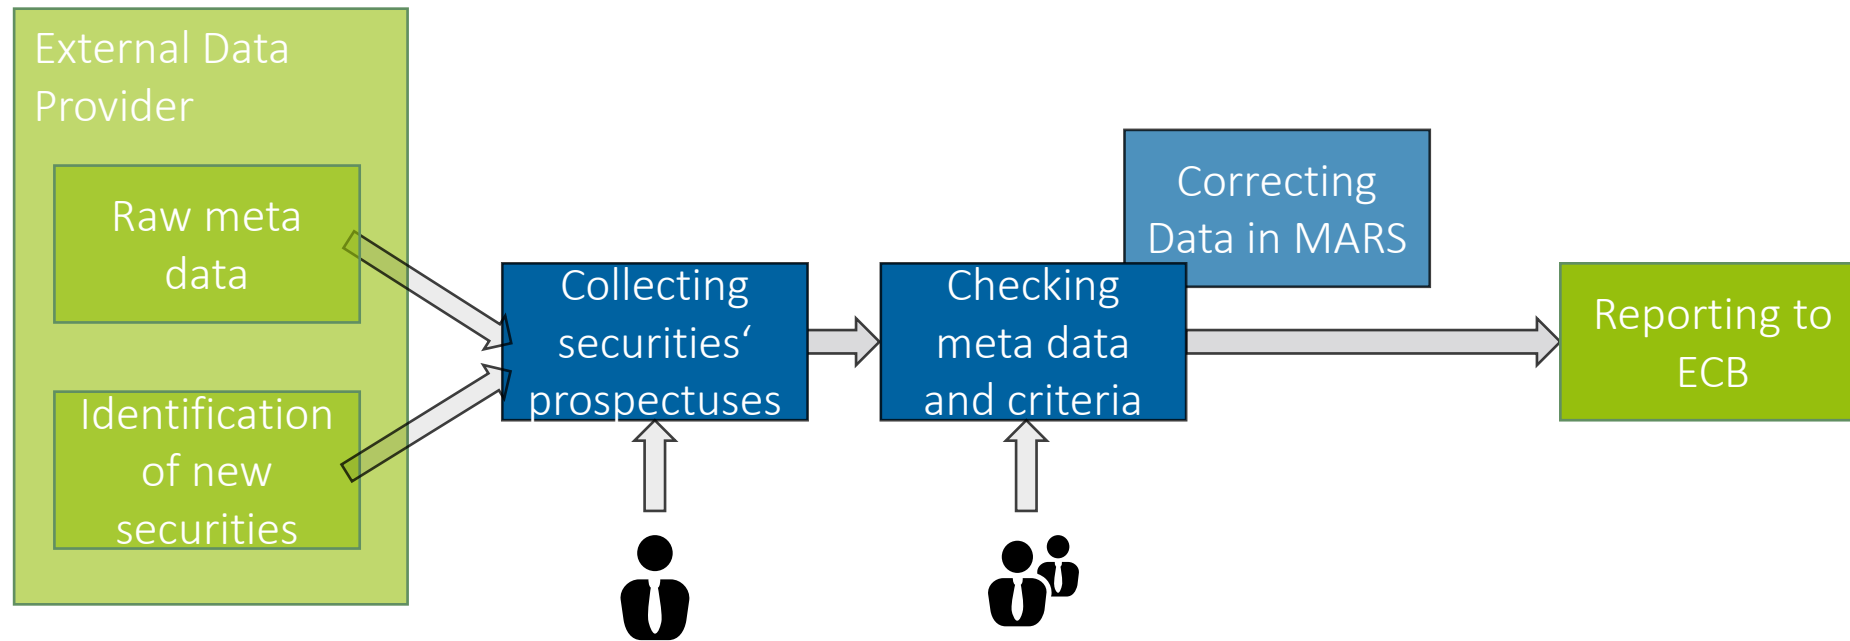 External Data
Provider
Raw meta
data
Identification
of new
securities
Collecting
securities‘
prospectuses
Checking
meta data
and criteria
Correcting
Data in MARS
Reporting to
ECB